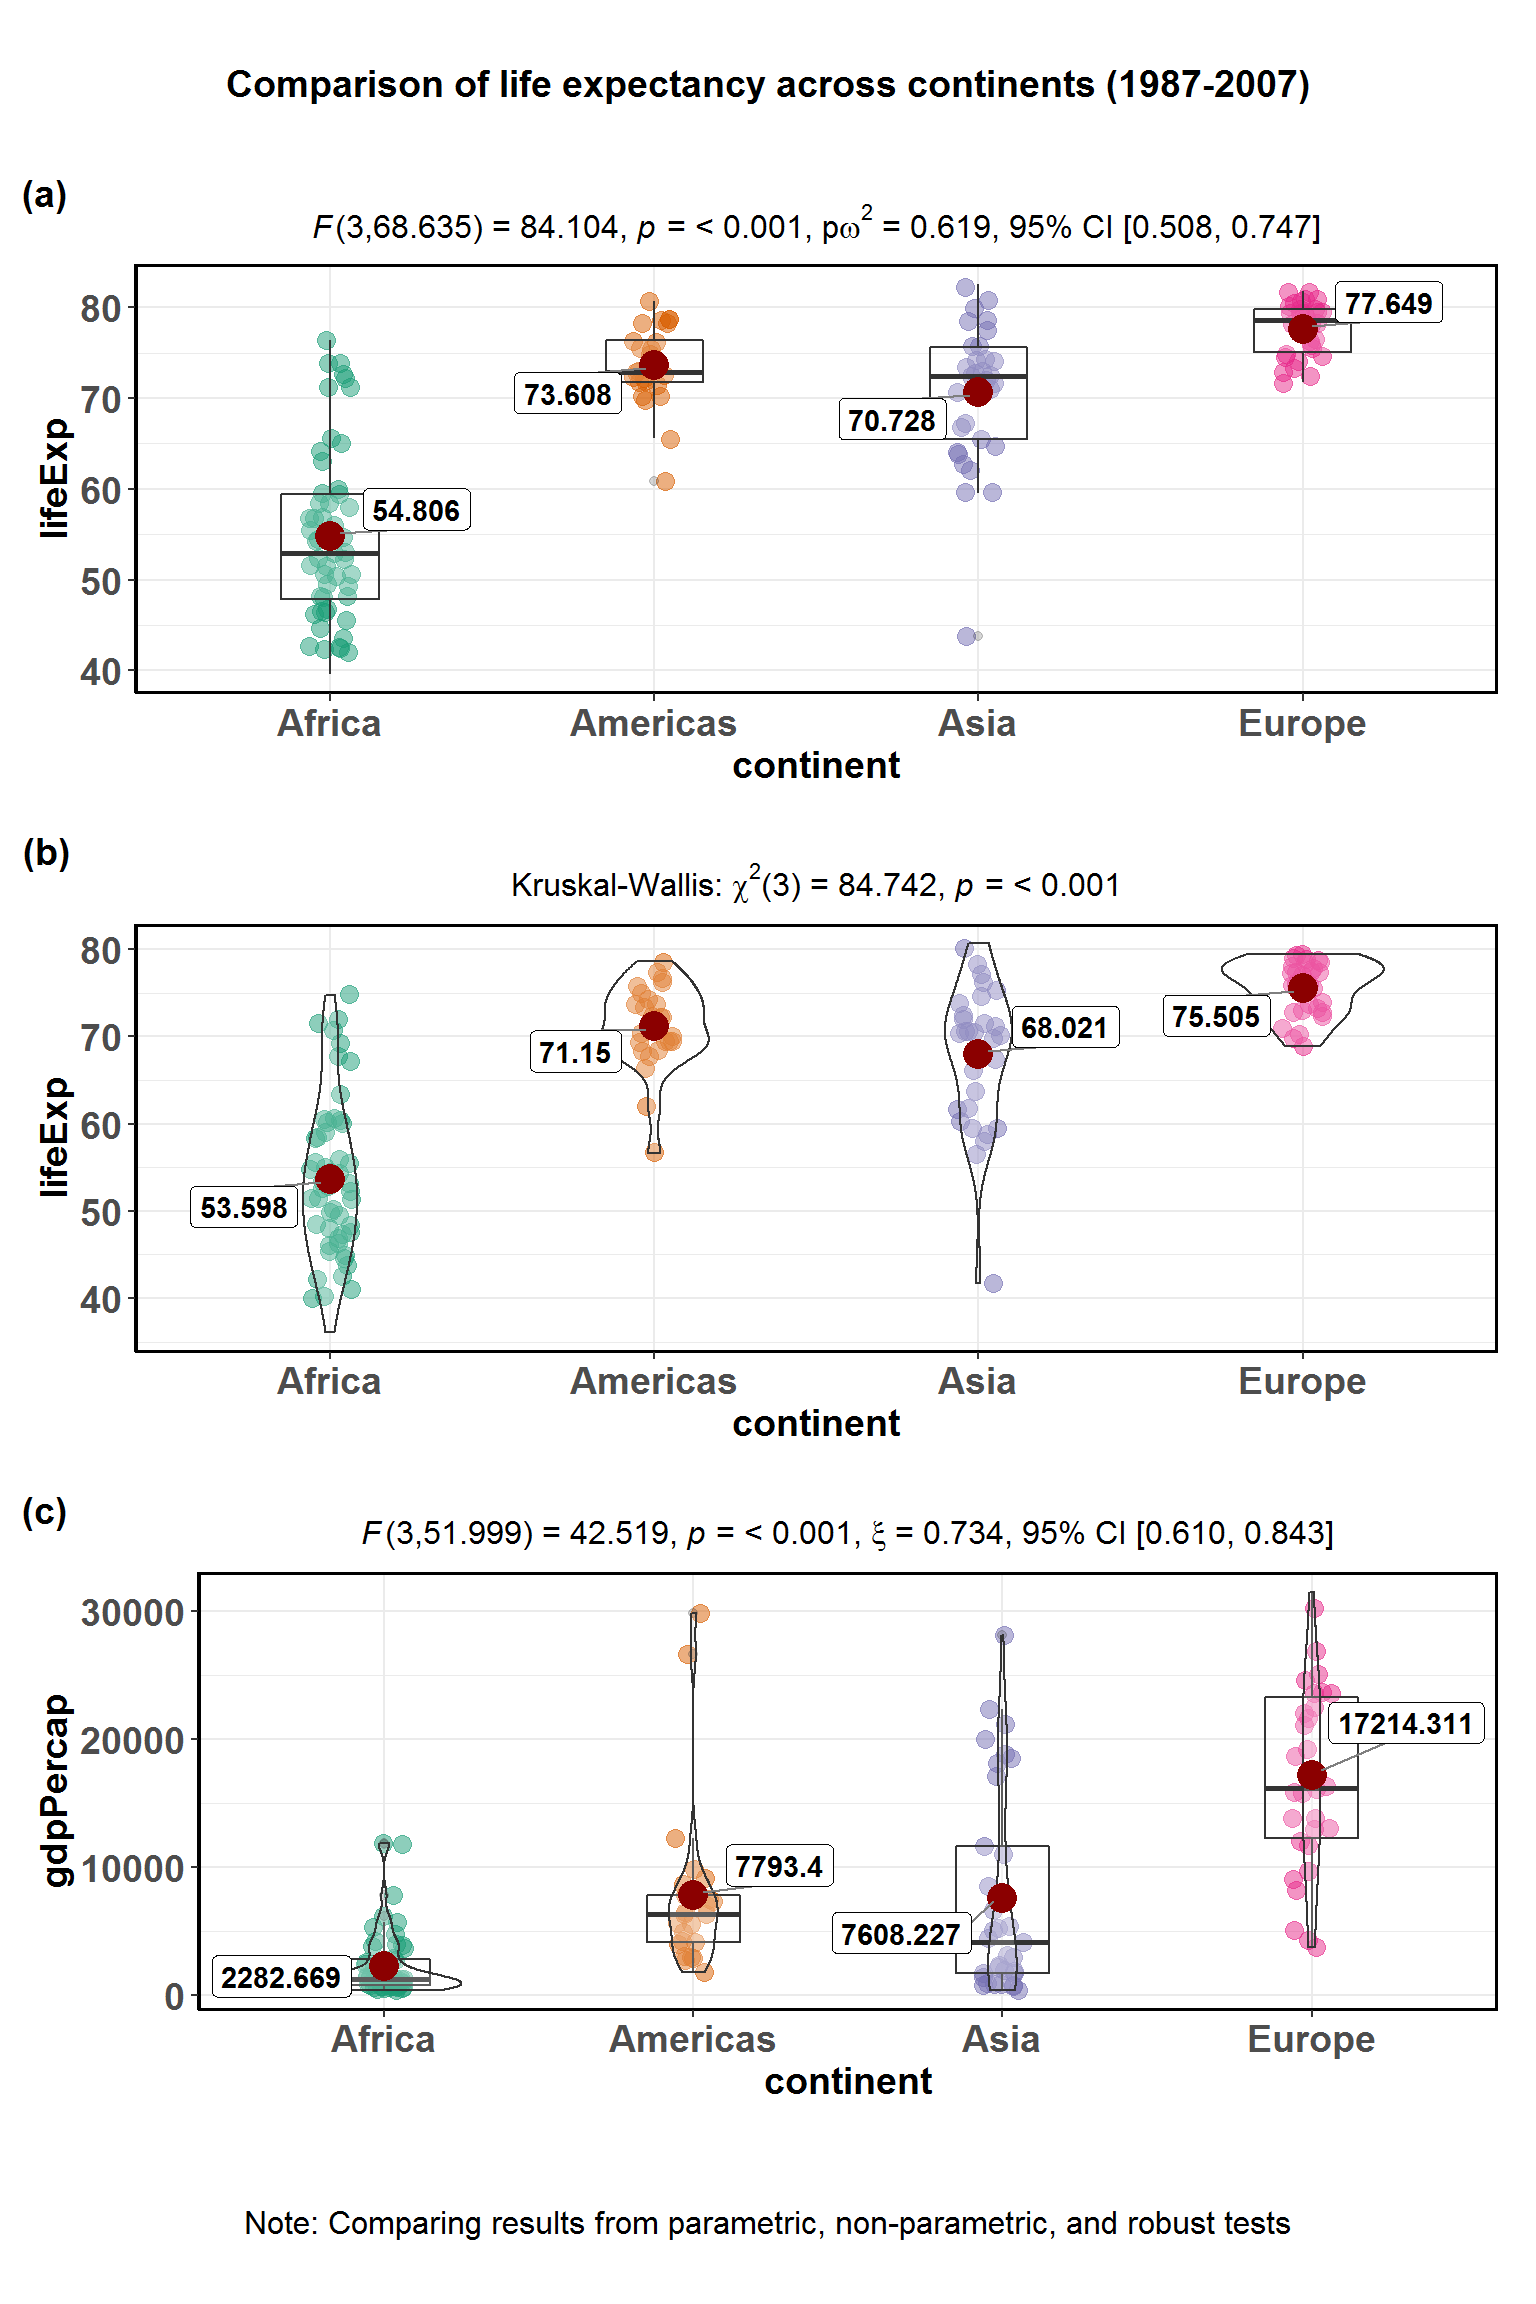 Comparison of life expectancy across continents (1987-2007)
(a)
F(3,68.635) = 84.104, p = < 0.001, pω² = 0.619, 95% CI [0.508, 0.747]
lifeExp
80
70
60
50
40
54.806
73.608
70.728
77.649
Africa Americas Asia Europe
continent
(b)
Kruskal-Wallis: χ²(3) = 84.742, p = < 0.001
lifeExp
80
70
60
50
40
53.598
71.15
68.021
75.505
Africa Americas Asia Europe
continent
(c)
F(3,51.999) = 42.519, p = < 0.001, ξ = 0.734, 95% CI [0.610, 0.843]
gdpPercap
30000
20000
10000
0
2282.669
7793.4
7608.227
17214.311
Africa Americas Asia Europe
continent
Note: Comparing results from parametric, non-parametric, and robust tests